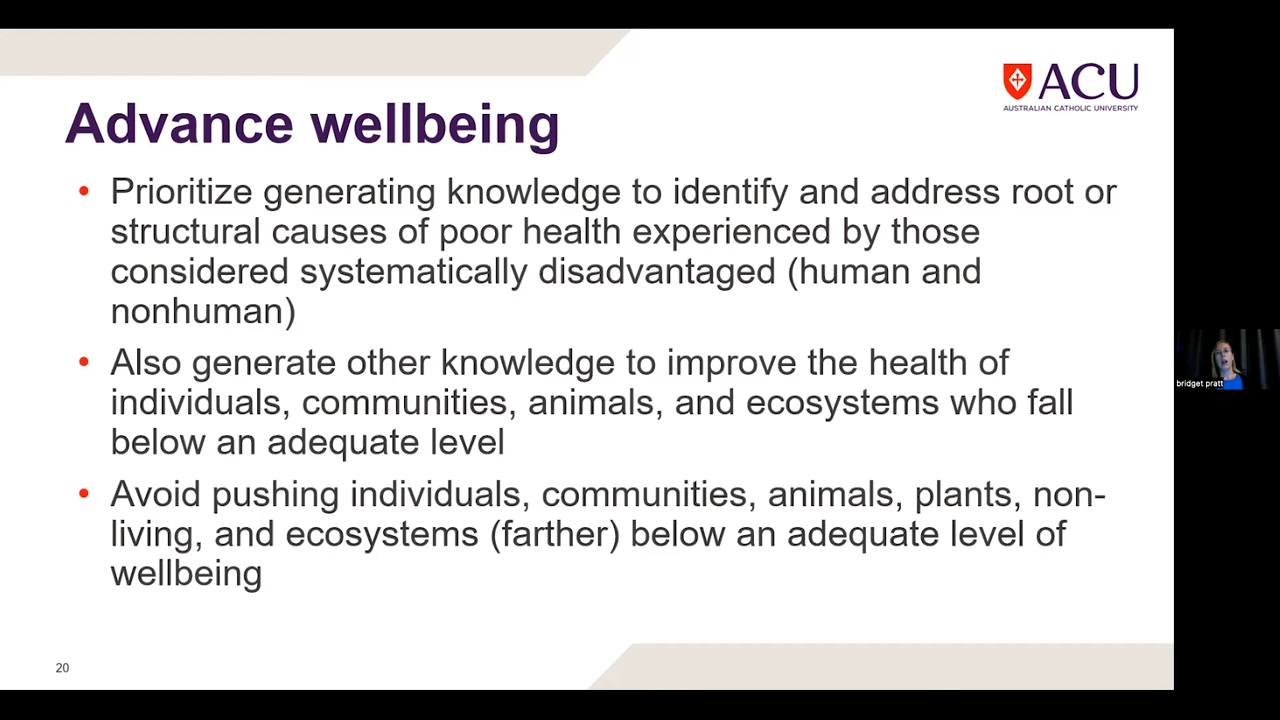 ACU
AUSTRALIAN CATHOLIC UNIVERSITY
Advance wellbeing
• Prioritize generating knowledge to identify and address root or
structural causes of poor health experienced by those
considered systematically disadvantaged (human and
nonhuman)
• Also generate other knowledge to improve the health of
individuals, communities, animals, and ecosystems who fall
below an adequate level
• Avoid pushing individuals, communities, animals, plants, non-
living, and ecosystems (farther) below an adequate level of
wellbeing
bridget pratt
20